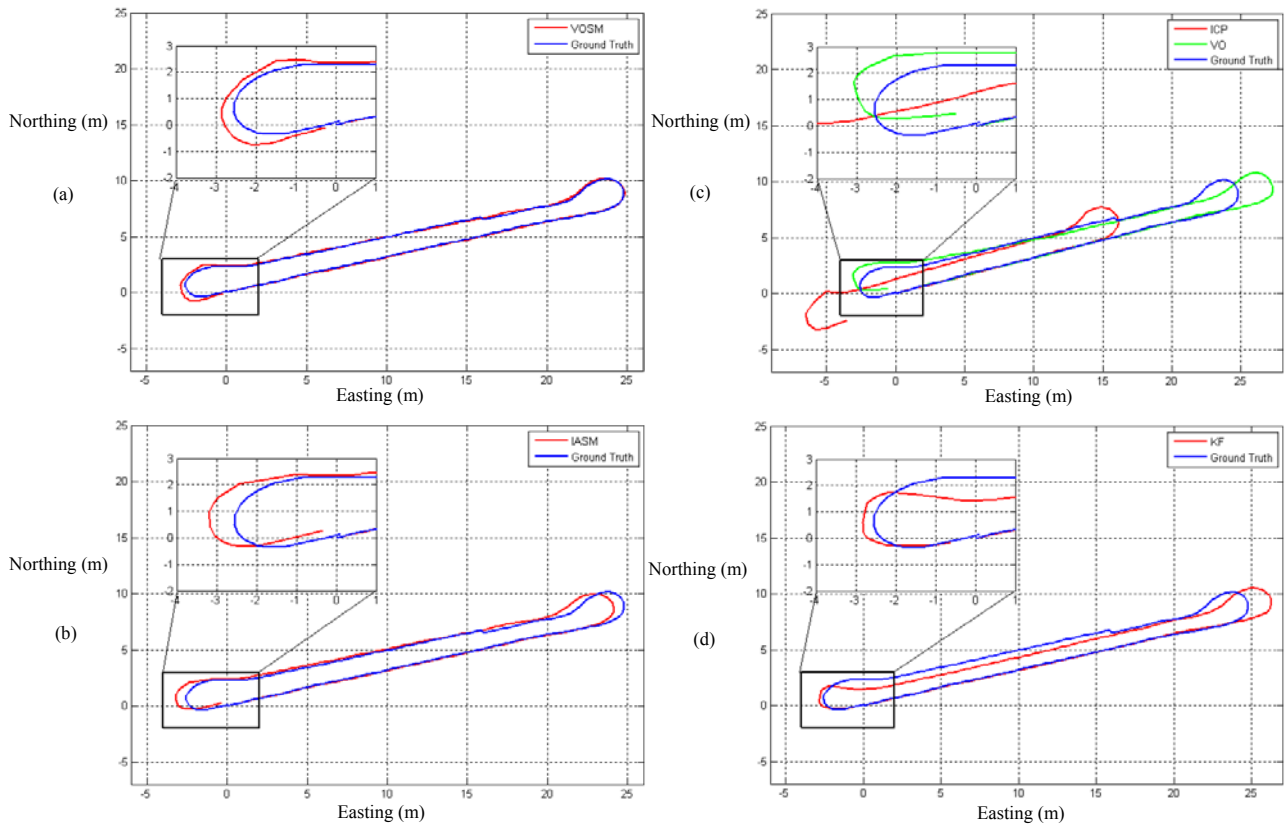 VOSM
Ground Truth
25
20
15
10
5
0
-5
3
2
1
0
-1
-2
-4 -3 -2 -1 0 1
Northing (m)
(a)
-5 0 5 10 15 20 25
Easting (m)
ICP
VO
Ground Truth
25
20
15
10
5
0
-5
3
2
1
0
-1
-2
-4 -3 -2 -1 0 1
Northing (m)
(c)
-5 0 5 10 15 20 25
Easting (m)
IASM
Ground Truth
25
20
15
10
5
0
-5
3
2
1
0
-1
-2
-4 -3 -2 -1 0 1
Northing (m)
(b)
-5 0 5 10 15 20 25
Easting (m)
KF
Ground Truth
25
20
15
10
5
0
-5
3
2
1
0
-1
-2
-4 -3 -2 -1 0 1
Northing (m)
(d)
-5 0 5 10 15 20 25
Easting (m)